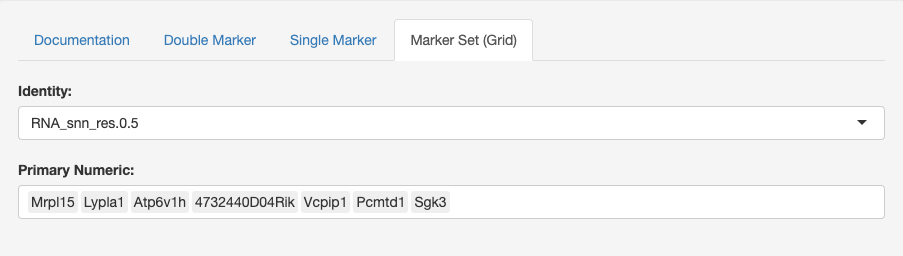 Documentation Double Marker Single Marker Marker Set (Grid)
Identity:
RNA_snn_res.0.5
Primary Numeric:
Mrpl15 Lypla1 Atp6v1h 4732440D04Rik Vcpip1 Pcmtd1 Sgk3